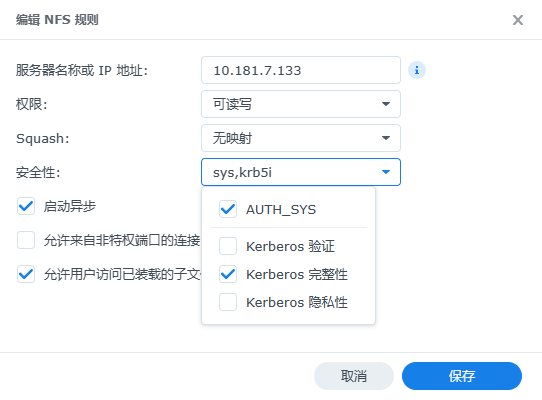 编辑 NFS 规则
服务器名称或 IP 地址: 10.181.7.133
权限: 可读写
Squash: 无映射
安全性: sys,krb5i
启动异步
AUTH_SYS
允许来自非特权端口的连接
Kerberos 验证
允许用户访问已装载的子文
Kerberos 完整性
Kerberos 隐私性
取消 保存